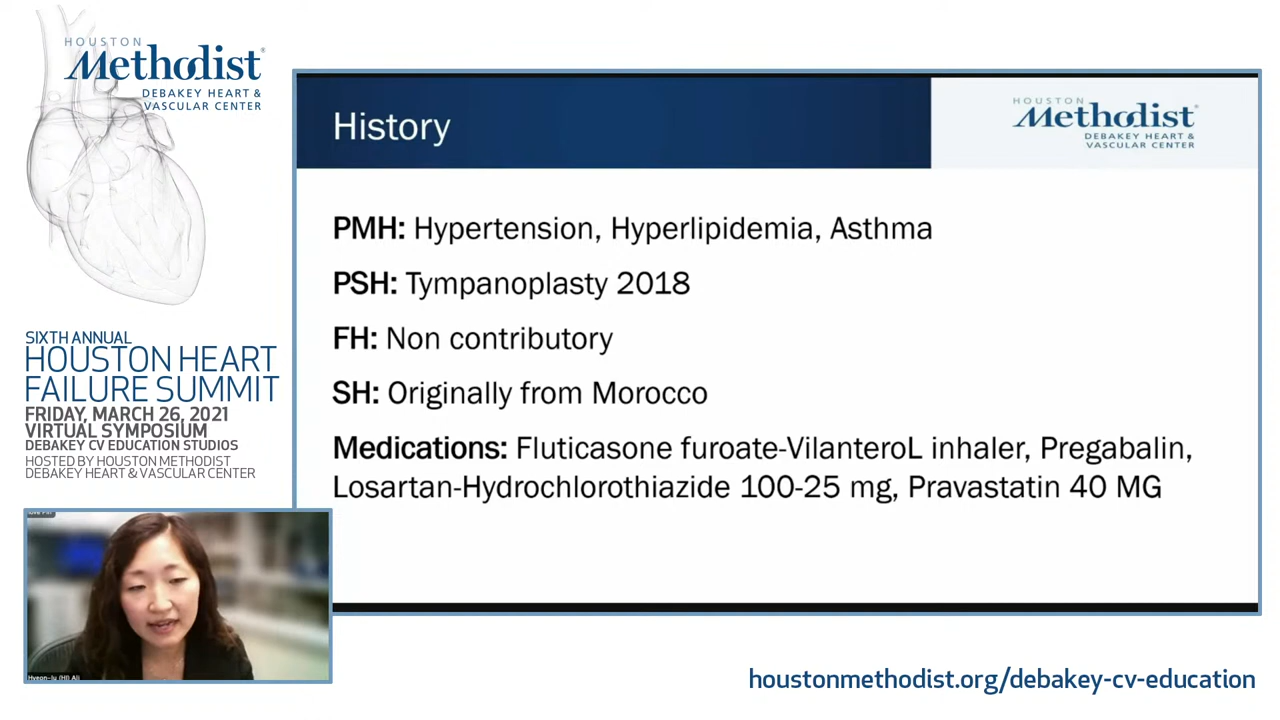 HOUSTON
Methodist®
DEBAKEY HEART &
VASCULAR CENTER
SIXTH ANNUAL
HOUSTON HEART
FAILURE SUMMIT
FRIDAY, MARCH 26, 2021
VIRTUAL SYMPOSIUM
DEBAKEY CV EDUCATION STUDIOS
HOSTED BY HOUSTON METHODIST
DEBAKEY HEART & VASCULAR CENTER
History
HOUSTON
Methodist®
DEBAKEY HEART &
VASCULAR CENTER
PMH: Hypertension, Hyperlipidemia, Asthma
PSH: Tympanoplasty 2018
FH: Non contributory
SH: Originally from Morocco
Medications: Fluticasone furoate-VilanteroL inhaler, Pregabalin,
Losartan-Hydrochlorothiazide 100-25 mg, Pravastatin 40 MG
Ali
houstonmethodist.org/debakey-cv-education